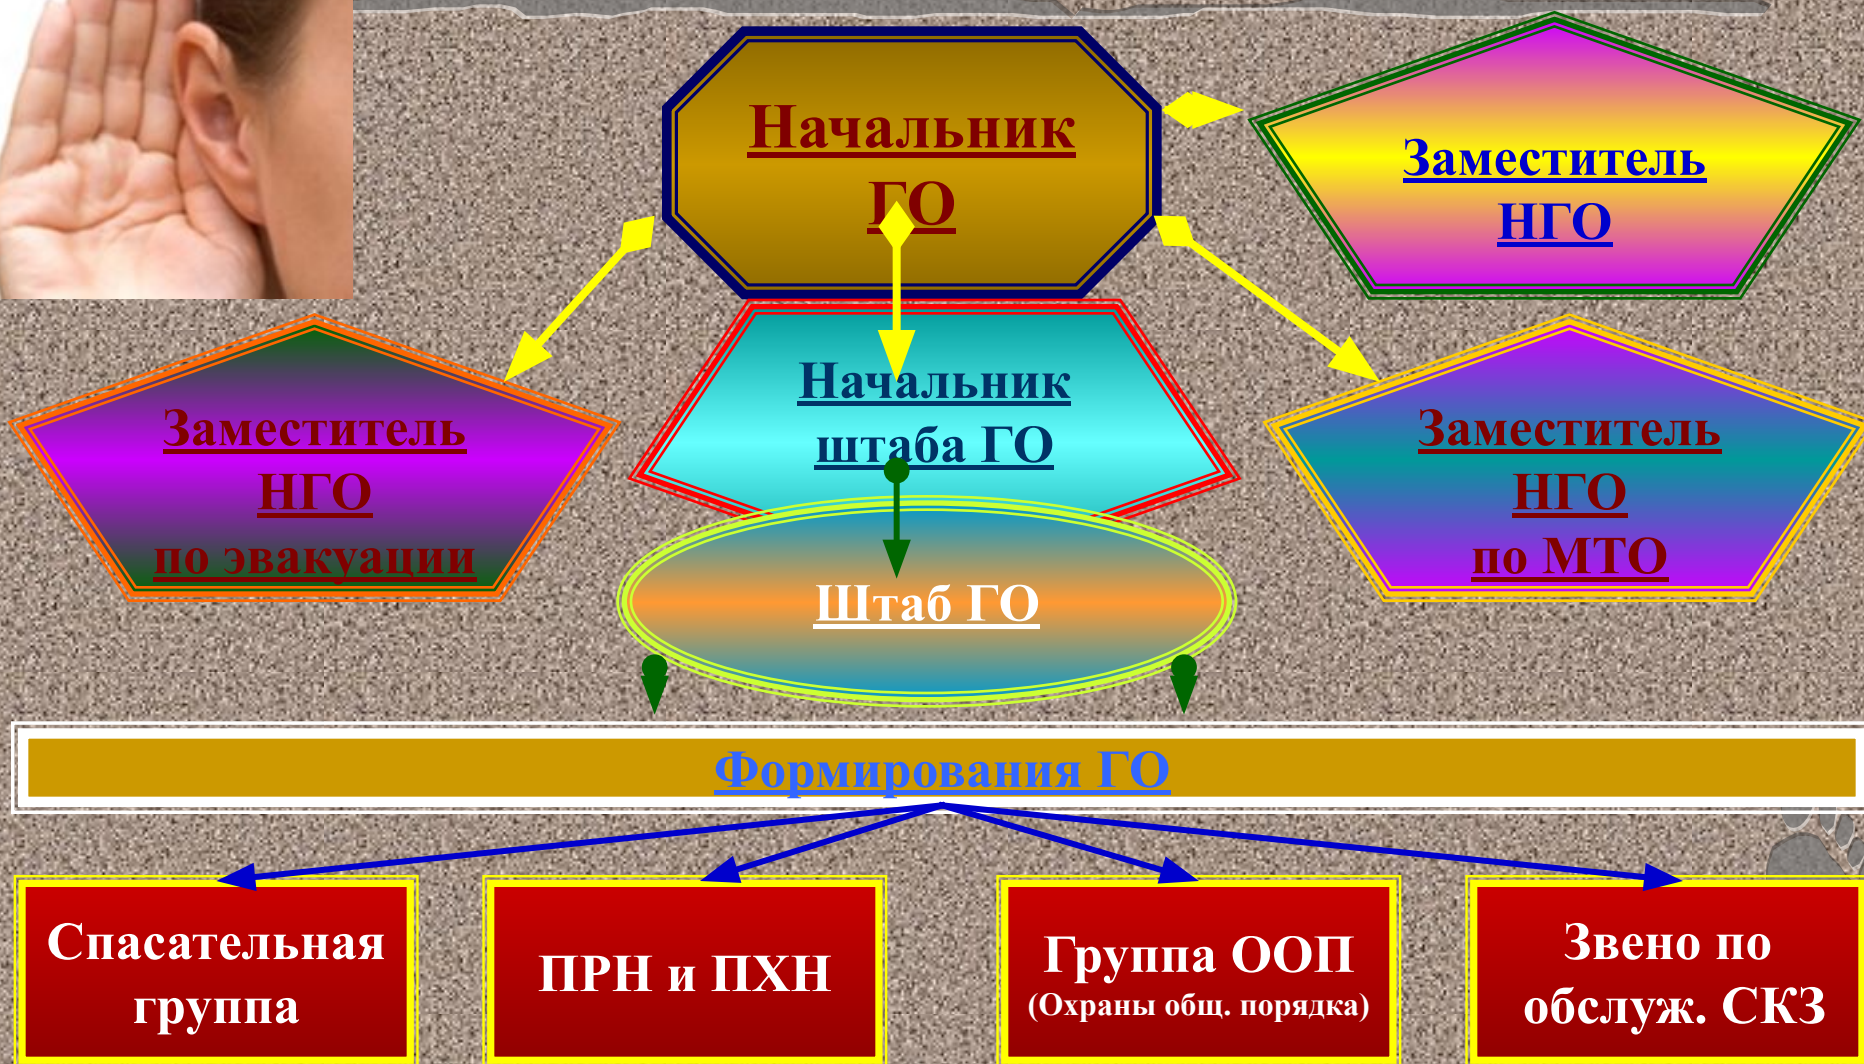 Начальник
ГО
Заместитель
НГО
Заместитель
НГО
по эвакуации
Начальник
штаба ГО
Заместитель
НГО
по МТО
Штаб ГО
Формирования ГО
Спасательная
группа
ПРН и ПХН
Группа ООП
(Охраны общ. порядка)
Звено по
обслуж. СКЗ